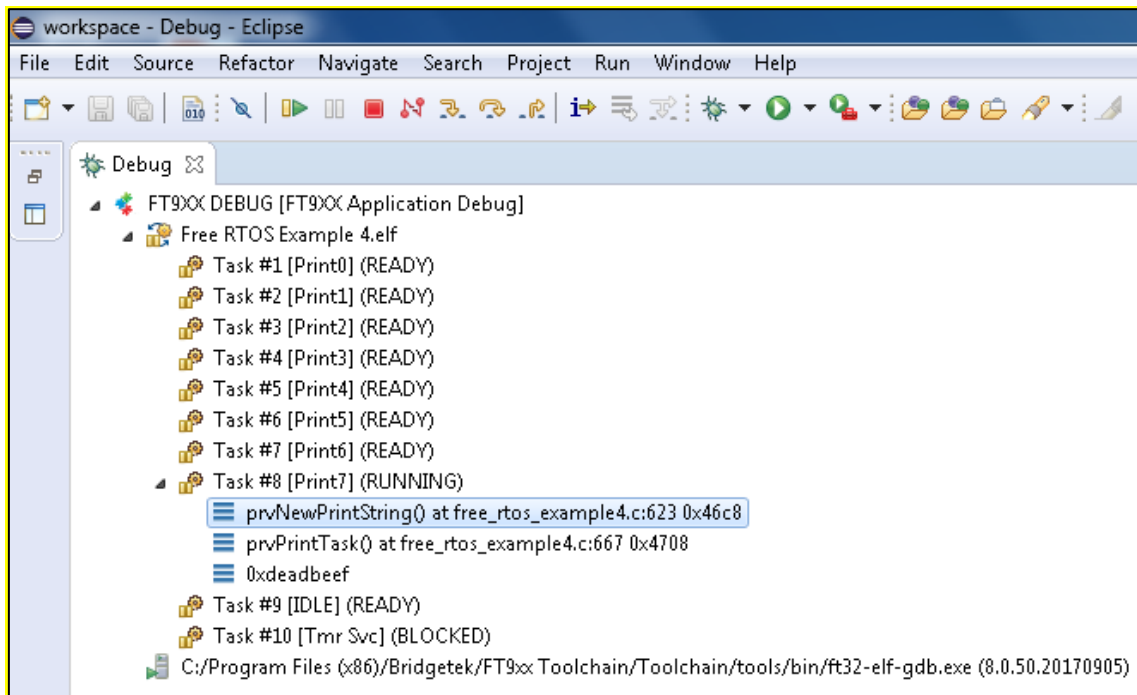 workspace - Debug - Eclipse
File Edit Source Refactor Navigate Search Project Run Window Help
010
Debug
FT9XX DEBUG [FT9XX Application Debug]
Free RTOS Example 4.elf
Task #1 [Print0] (READY)
Task #2 [Print1] (READY)
Task #3 [Print2] (READY)
Task #4 [Print3] (READY)
Task #5 [Print4] (READY)
Task #6 [Print5] (READY)
Task #7 [Print6] (READY)
Task #8 [Print7] (RUNNING)
prvNewPrintString() at free_rtos_example4.c:623 0x46c8
prvPrintTask() at free_rtos_example4.c:667 0x4708
0xdeadbeef
Task #9 [IDLE] (READY)
Task #10 [Tmr Svc] (BLOCKED)
C:/Program Files (x86)/Bridgetek/FT9xx Toolchain/Toolchain/tools/bin/ft32-elf-gdb.exe (8.0.50.20170905)